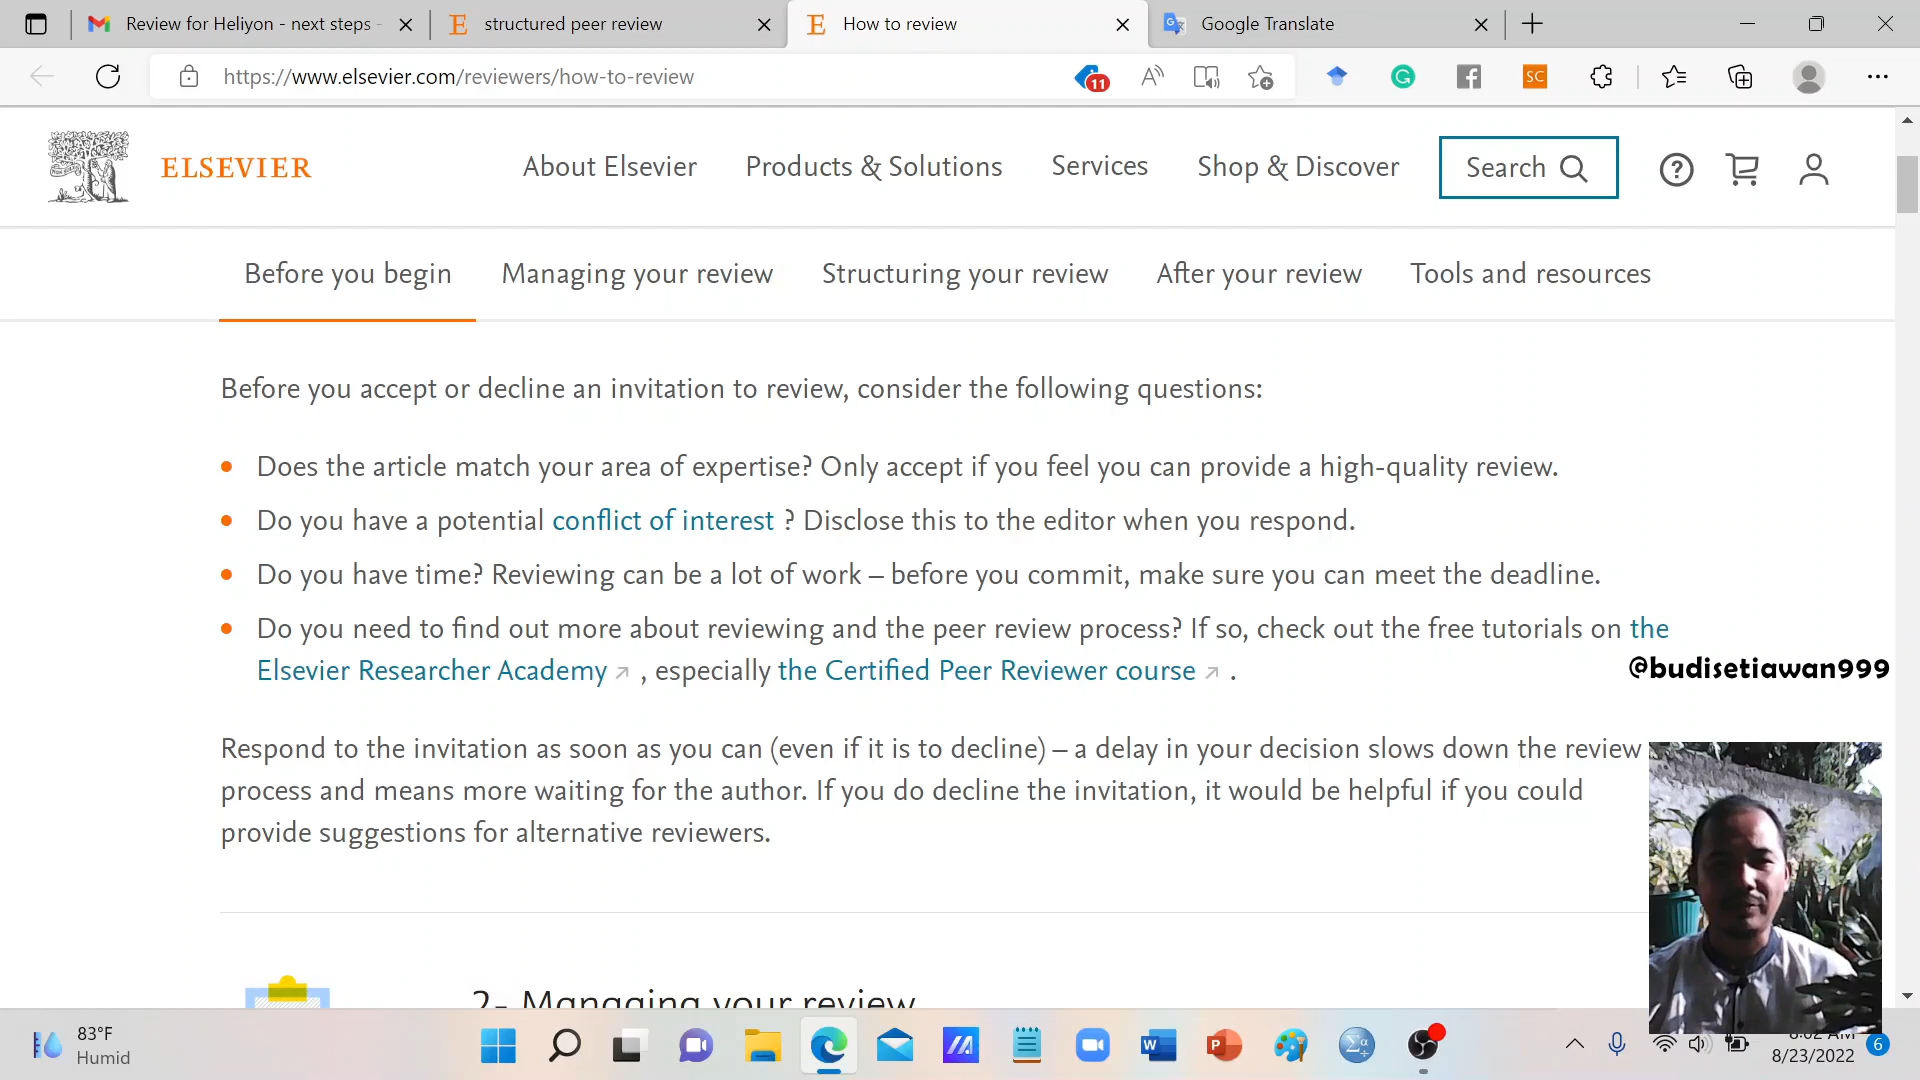 Review for Heliyon - next steps -
structured peer review
How to review
Google Translate
https://www.elsevier.com/reviewers/how-to-review
11
SC
ELSEVIER
About Elsevier
Products & Solutions
Services
Shop & Discover
Search
Before you begin
Managing your review
Structuring your review
After your review
Tools and resources
Before you accept or decline an invitation to review, consider the following questions:
Does the article match your area of expertise? Only accept if you feel you can provide a high-quality review.
Do you have a potential conflict of interest ? Disclose this to the editor when you respond.
Do you have time? Reviewing can be a lot of work – before you commit, make sure you can meet the deadline.
Do you need to find out more about reviewing and the peer review process? If so, check out the free tutorials on the
Elsevier Researcher Academy , especially the Certified Peer Reviewer course .
@budisetiawan999
Respond to the invitation as soon as you can (even if it is to decline) – a delay in your decision slows down the review
process and means more waiting for the author. If you do decline the invitation, it would be helpful if you could
provide suggestions for alternative reviewers.
2- Managing your review
83°F
Humid
8:02 AM
8/23/2022
6